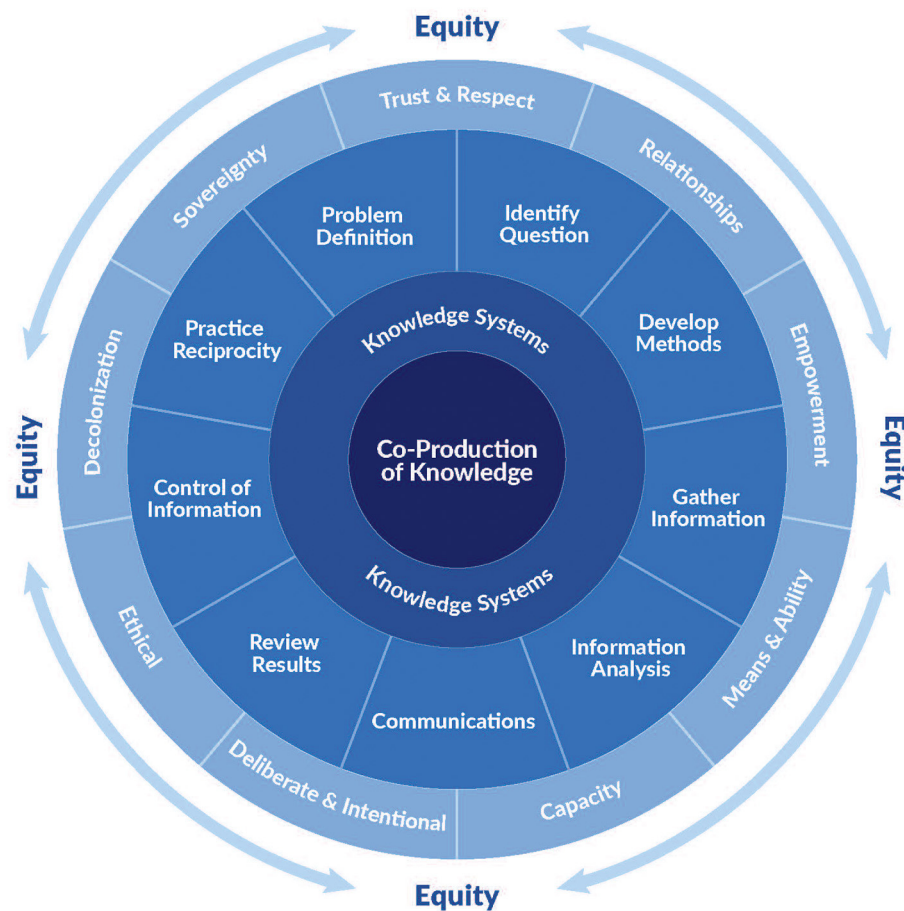 Equity
Trust & Respect
Relationships
Empowerment
Means & Ability
Capacity
Deliberate & Intentional
Ethical
Decolonization
Sovereignty
Problem
Definition
Identify
Question
Develop
Methods
Gather
Information
Information
Analysis
Communications
Review
Results
Control of
Information
Practice
Reciprocity
Knowledge Systems
Co-Production
of Knowledge
Knowledge Systems
Equity
Equity
Equity